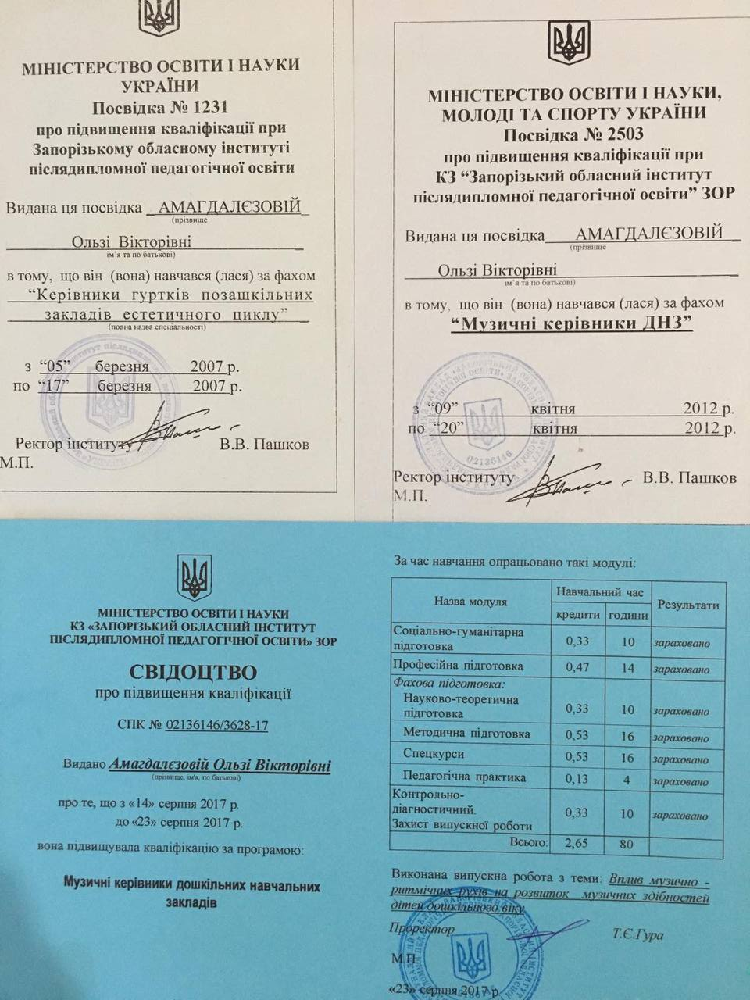 МІНІСТЕРСТВО ОСВІТИ І НАУКИ
УКРАЇНИ
Посвідка № 1231
про підвищення кваліфікації при
Запорізькому обласному інституті
післядипломної педагогічної освіти
Видана ця посвідка АМАГДАЛЄЗОВІЙ
(прізвище
Ользі Вікторівні
ім'я та по батькові)
в тому, що він (вона) навчався (лася) за фахом
“Керівники гуртків позашкільних
закладів естетичного циклу”
(повна назва спеціальності)
з “05” березня 2007 р.
по “17” березня 2007 р.
Ректор інституту В.В. Пашков
М.П.
МІНІСТЕРСТВО ОСВІТИ І НАУКИ,
МОЛОДІ ТА СПОРТУ УКРАЇНИ
Посвідка № 2503
про підвищення кваліфікації при
КЗ “Запорізький обласний інститут
післядипломної педагогічної освіти” ЗОР
Видана ця посвідка АМАГДАЛЄЗОВІЙ
(прізвище
Ользі Вікторівні
ім'я та по батькові)
в тому, що він (вона) навчався (лася) за фахом
“Музичні керівники ДНЗ”
з “09” квітня 2012 р.
по “20” квітня 2012 р.
02136146
Ректор інституту В.В. Пашков
М.П.
МІНІСТЕРСТВО ОСВІТИ І НАУКИ
КЗ «ЗАПОРІЗЬКИЙ ОБЛАСНИЙ ІНСТИТУТ
ПІСЛЯДИПЛОМНОЇ ПЕДАГОГІЧНОЇ ОСВІТИ» ЗОР
СВІДОЦТВО
про підвищення кваліфікації
СПК № 02136146/3628-17
Видано Амагдалєзовій Ользі Вікторівні
(прізвище, ім'я, по батькові)
про те, що з «14» серпня 2017 р.
до «23» серпня 2017 р.
вона підвищувала кваліфікацію за програмою:
Музичні керівники дошкільних навчальних
закладів
За час навчання опрацьовано такі модулі:
Назва модуля Навчальний час Результати
кредити години
Соціально-гуманітарна
підготовка 0,33 10 зараховано
Професійна підготовка 0,47 14 зараховано
Фахова підготовка:
Науково-теоретична
підготовка 0,33 10 зараховано
Методична підготовка 0,53 16 зараховано
Спецкурси 0,53 16 зараховано
Педагогічна практика 0,13 4 зараховано
Контрольно-
діагностичний.
Захист випускної роботи 0,33 10 зараховано
Всього: 2,65 80
Виконана випускна робота з теми: Вплив музично -
ритмічних рухів на розвиток музичних здібностей
дітей дошкільного віку
Проректор Т.Є.Гура
М.П.
«23» серпня 2017 р.